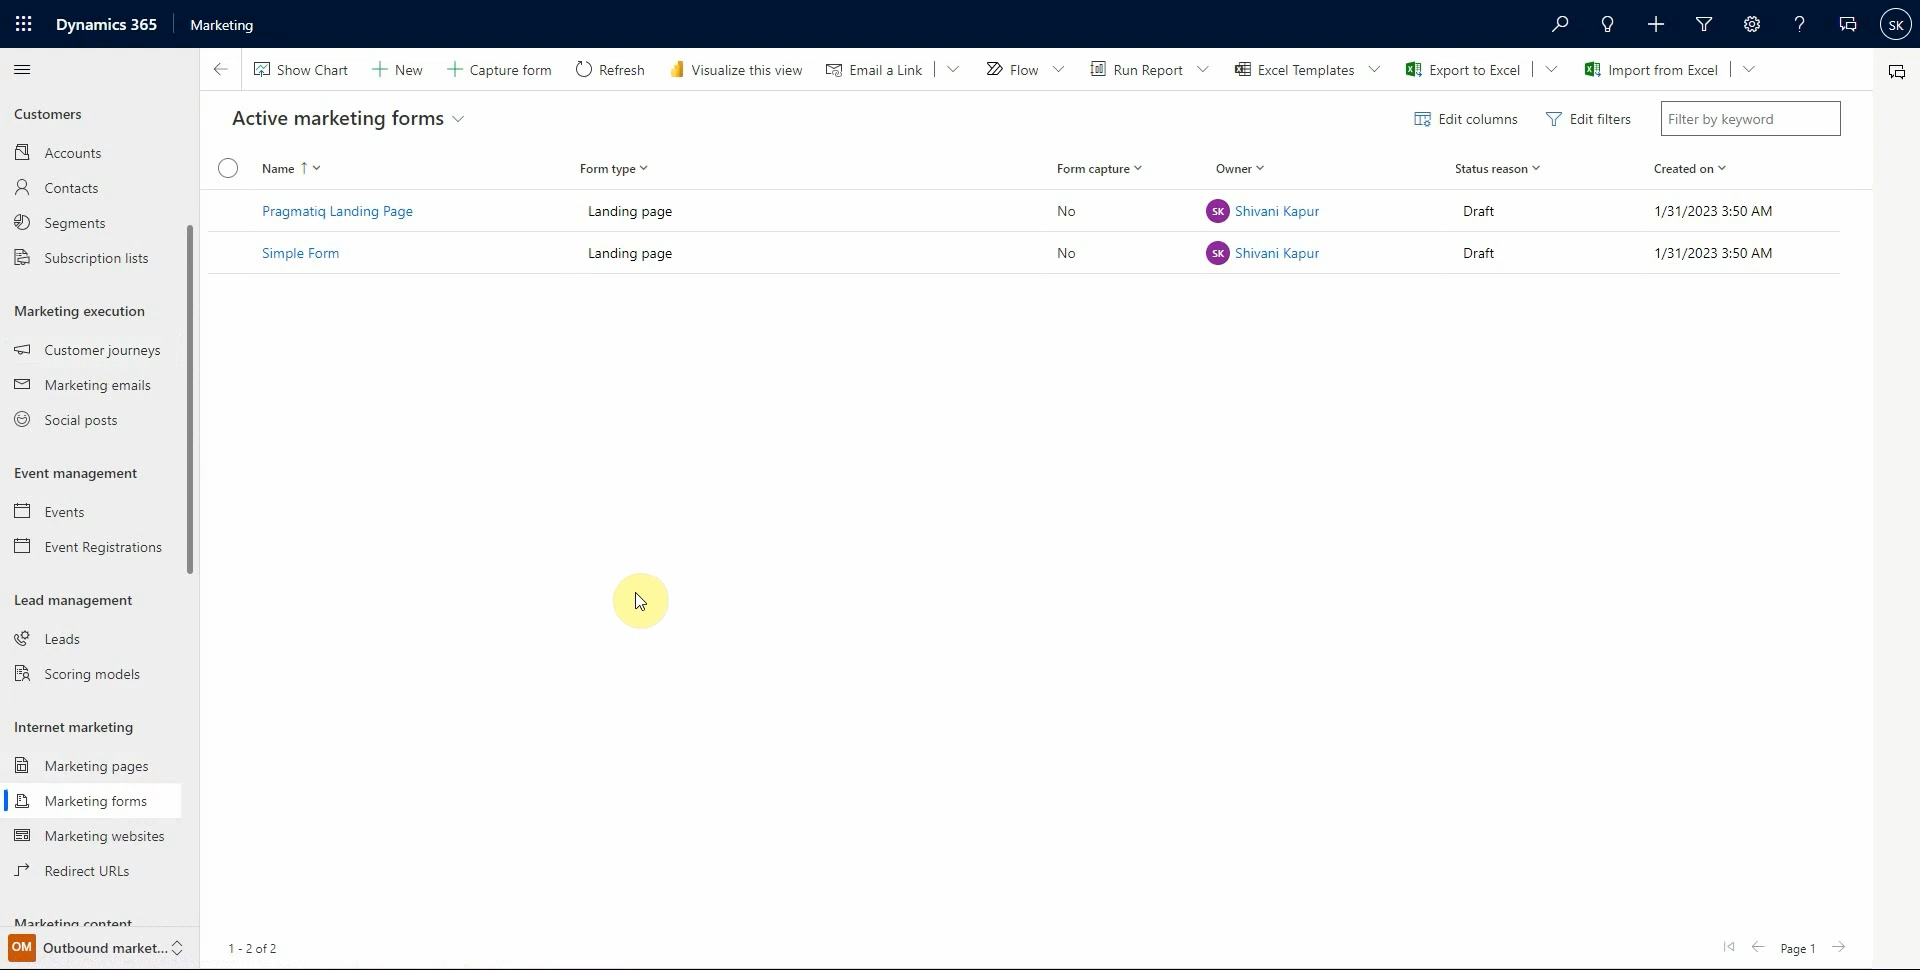 Dynamics 365 Marketing SK
Show Chart New Capture form Refresh Visualize this view Email a Link Flow Run Report Excel Templates Export to Excel Import from Excel
Customers
Accounts
Contacts
Segments
Subscription lists
Marketing execution
Customer journeys
Marketing emails
Social posts
Event management
Events
Event Registrations
Lead management
Leads
Scoring models
Internet marketing
Marketing pages
Marketing forms
Marketing websites
Redirect URLs
Marketing content
OM Outbound market...
Active marketing forms Edit columns Edit filters Filter by keyword
Name Form type Form capture Owner Status reason Created on
Pragmatiq Landing Page Landing page No SK Shivani Kapur Draft 1/31/2023 3:50 AM
Simple Form Landing page No SK Shivani Kapur Draft 1/31/2023 3:50 AM
1 - 2 of 2 Page 1